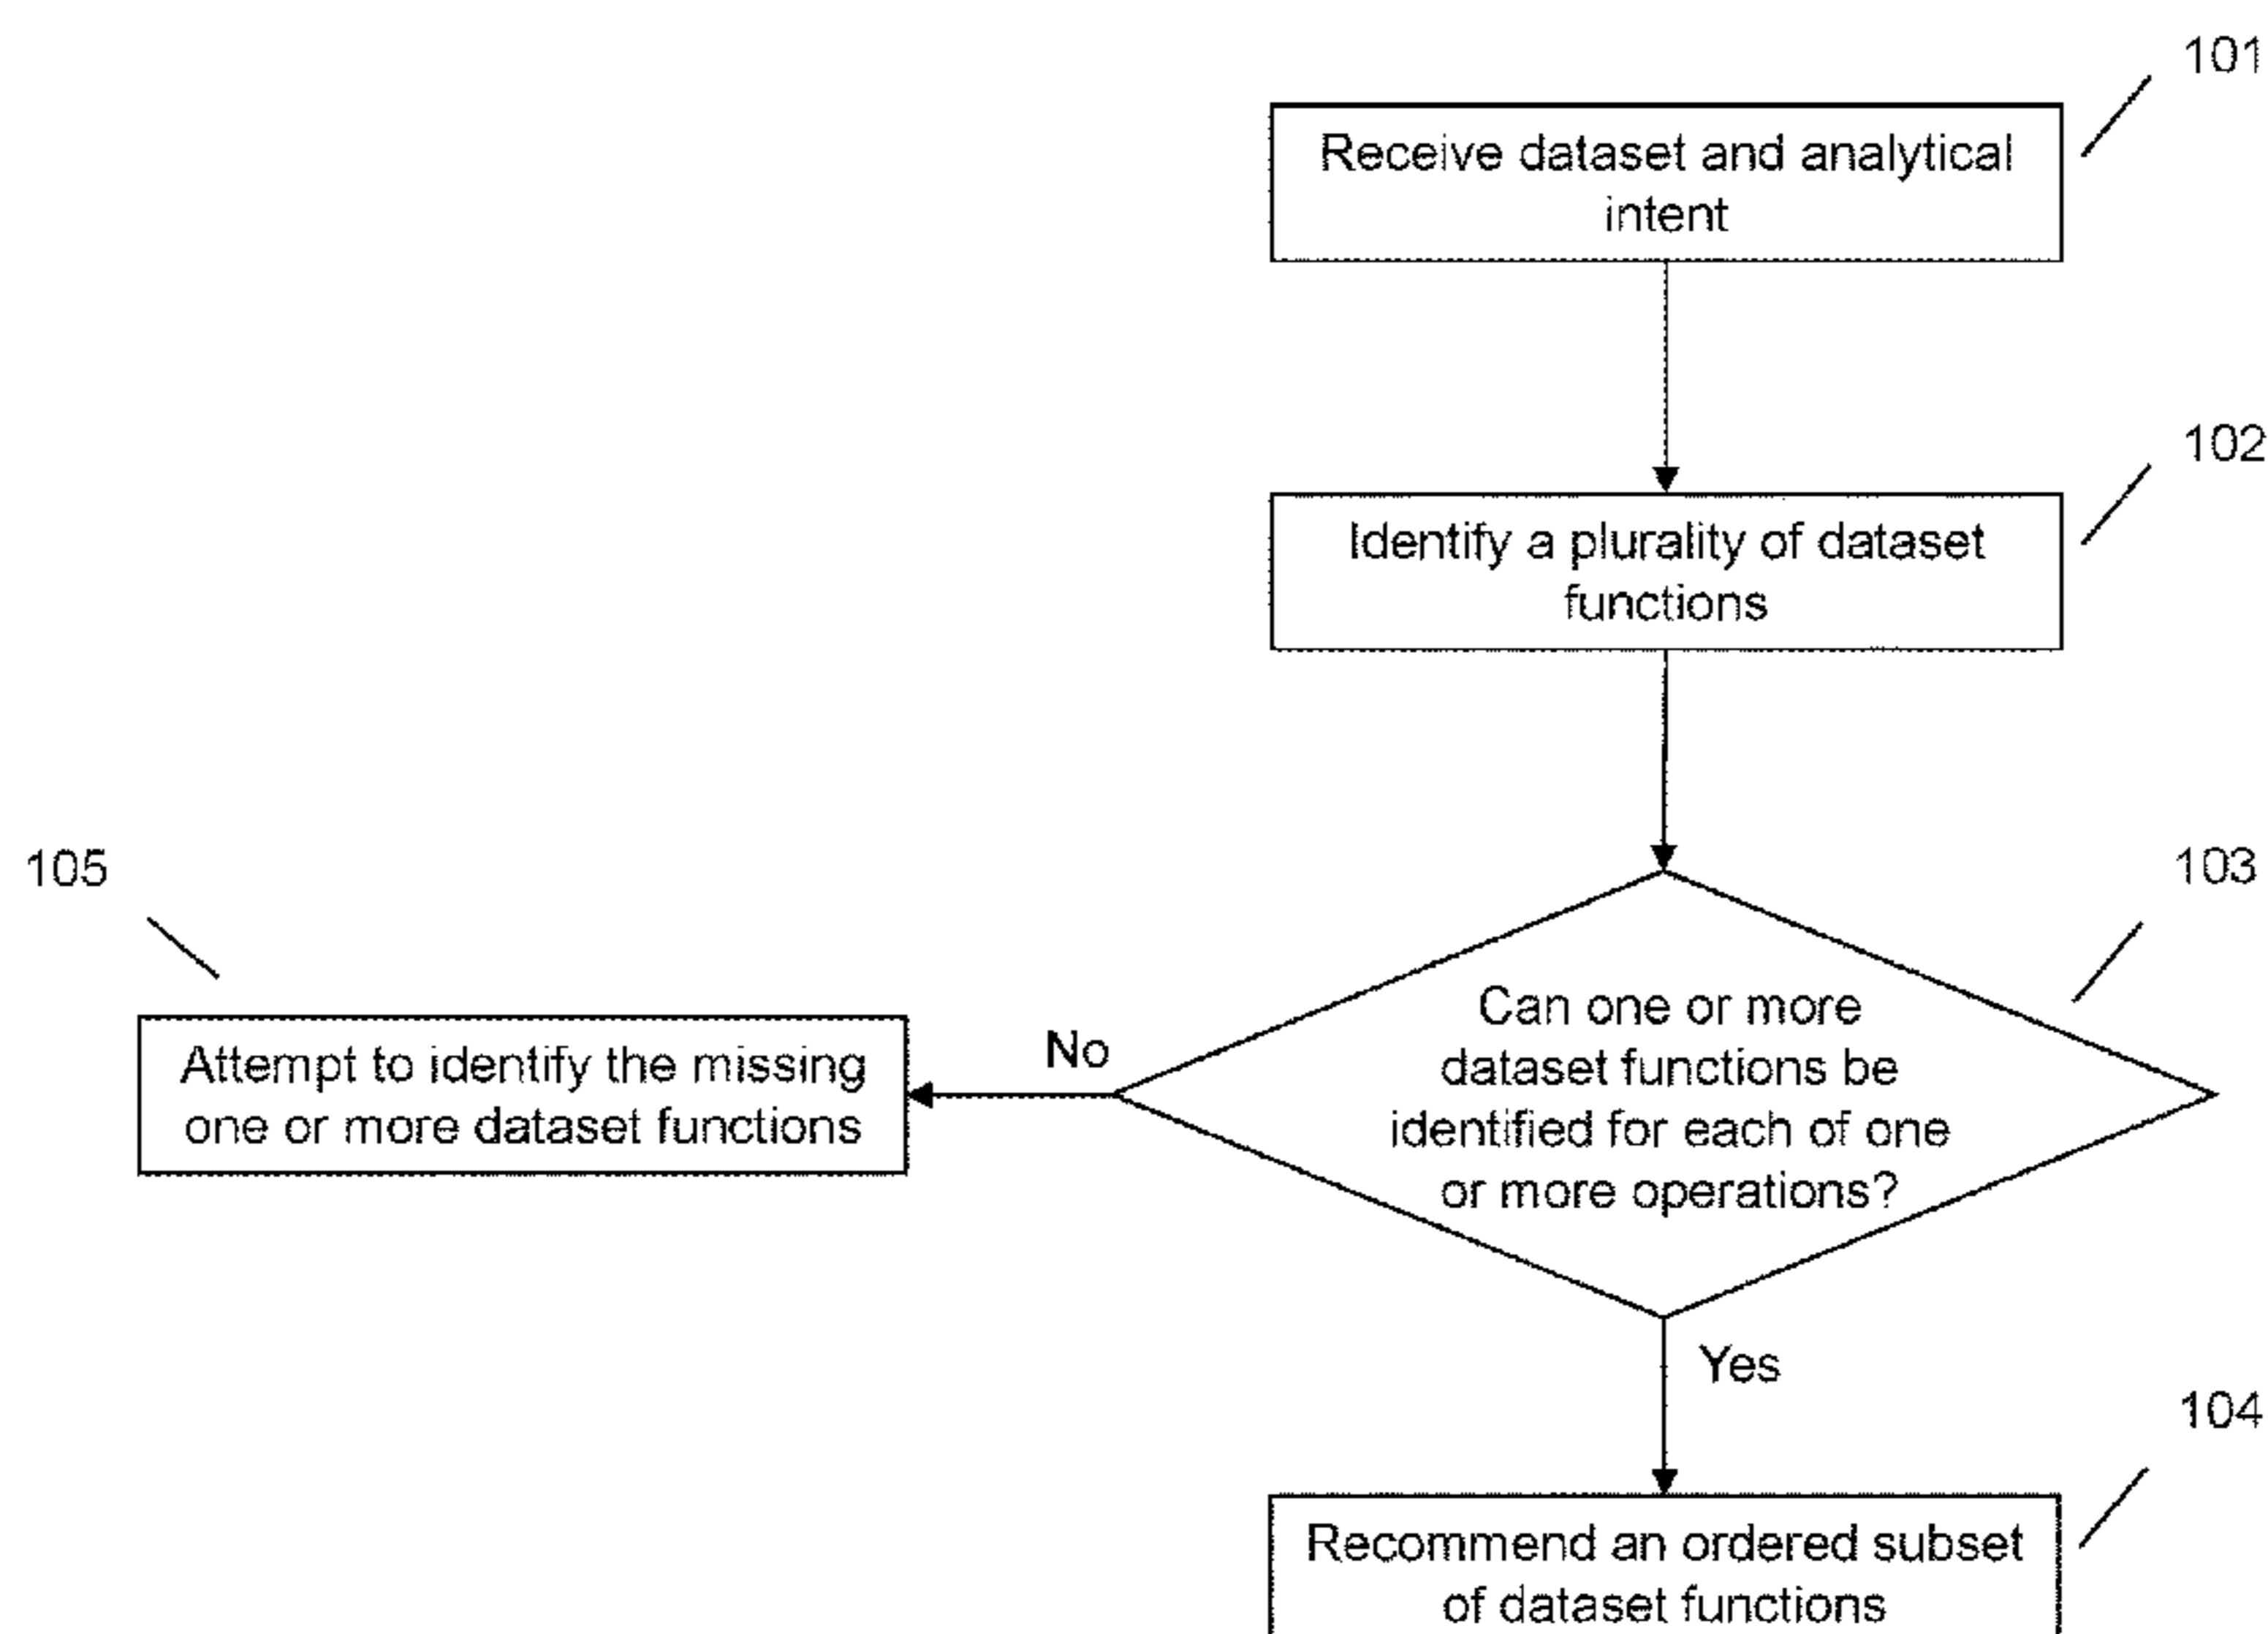 101
Receive dataset and analytical
intent
102
Identify a plurality of dataset
functions
103
105
Can one or more
dataset functions be
identified for each of one
or more operations?
No
Attempt to identify the missing
one or more dataset functions
Yes
104
Recommend an ordered subset
of dataset functions